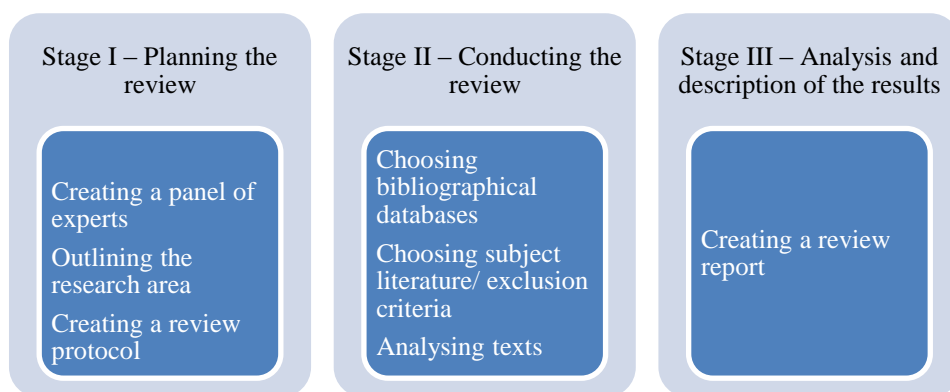 Stage I – Planning the
review
Creating a panel of
experts
Outlining the
research area
Creating a review
protocol
Stage II – Conducting the
review
Choosing
bibliographical
databases
Choosing subject
literature/ exclusion
criteria
Analysing texts
Stage III – Analysis and
description of the results
Creating a review
report